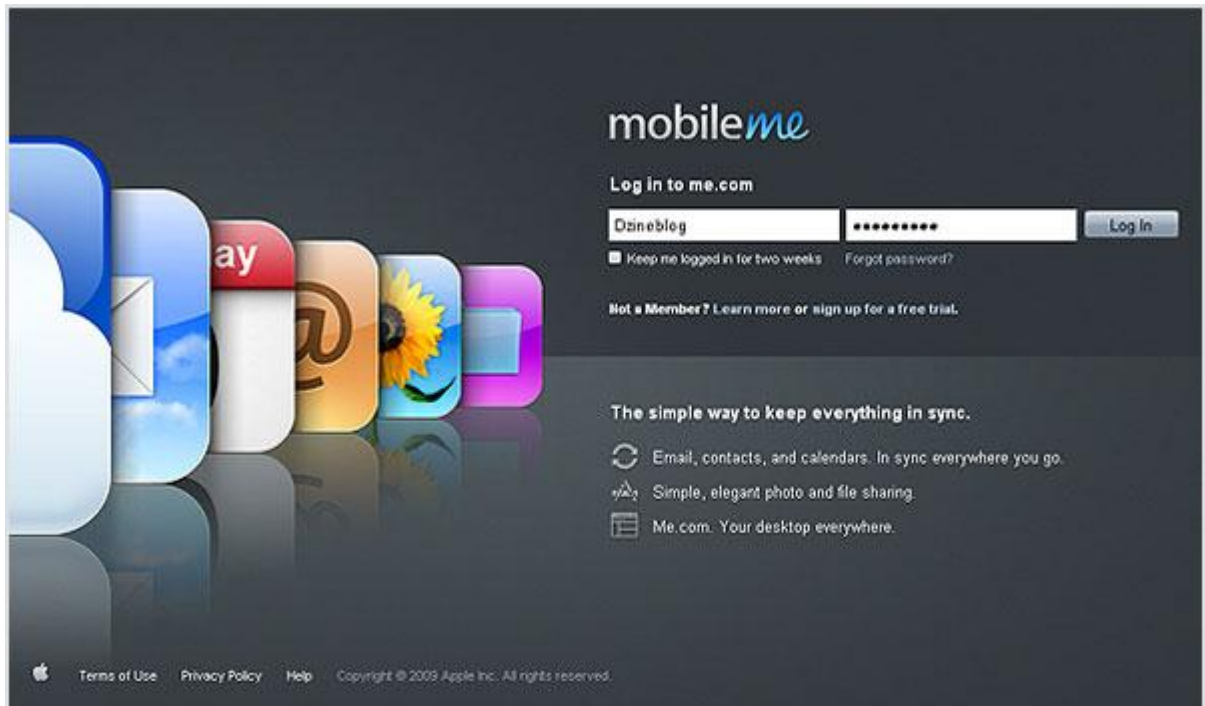 mobileme
Log in to me.com
Dzineblog ••••••••• Log In
Keep me logged in for two weeks Forgot password?
Not a Member? Learn more or sign up for a free trial.
ay
@
The simple way to keep everything in sync.
Email, contacts, and calendars. In sync everywhere you go.
Simple, elegant photo and file sharing.
Me.com. Your desktop everywhere.
Terms of Use Privacy Policy Help Copyright © 2009 Apple Inc. All rights reserved.